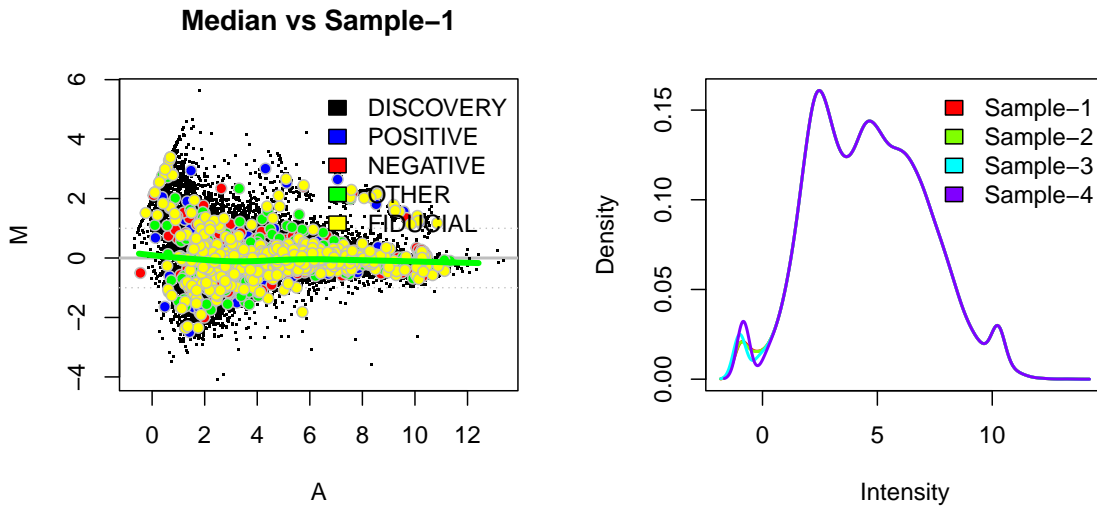 Median vs Sample−1
6
4
2
0
−2
−4
M
0 2 4 6 8 10 12
A
DISCOVERY
POSITIVE
NEGATIVE
OTHER
FIDUCIAL
0.15
0.10
0.05
0.00
Density
0 5 10
Intensity
Sample−1
Sample−2
Sample−3
Sample−4